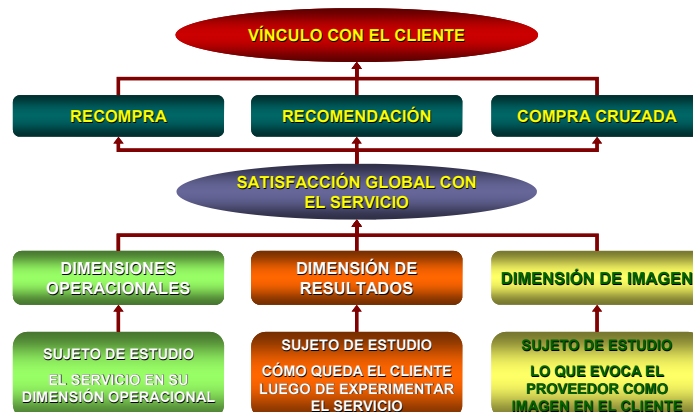 VÍNCULO CON EL CLIENTE
RECOMPRA
RECOMENDACIÓN
COMPRA CRUZADA
SATISFACCIÓN GLOBAL CON
EL SERVICIO
DIMENSIONES
OPERACIONALES
DIMENSIÓN DE
RESULTADOS
DIMENSIÓN DE IMAGEN
SUJETO DE ESTUDIO
EL SERVICIO EN SU
DIMENSIÓN OPERACIONAL
SUJETO DE ESTUDIO
CÓMO QUEDA EL CLIENTE
LUEGO DE EXPERIMENTAR
EL SERVICIO
SUJETO DE ESTUDIO
LO QUE EVOCA EL
PROVEEDOR COMO
IMAGEN EN EL CLIENTE